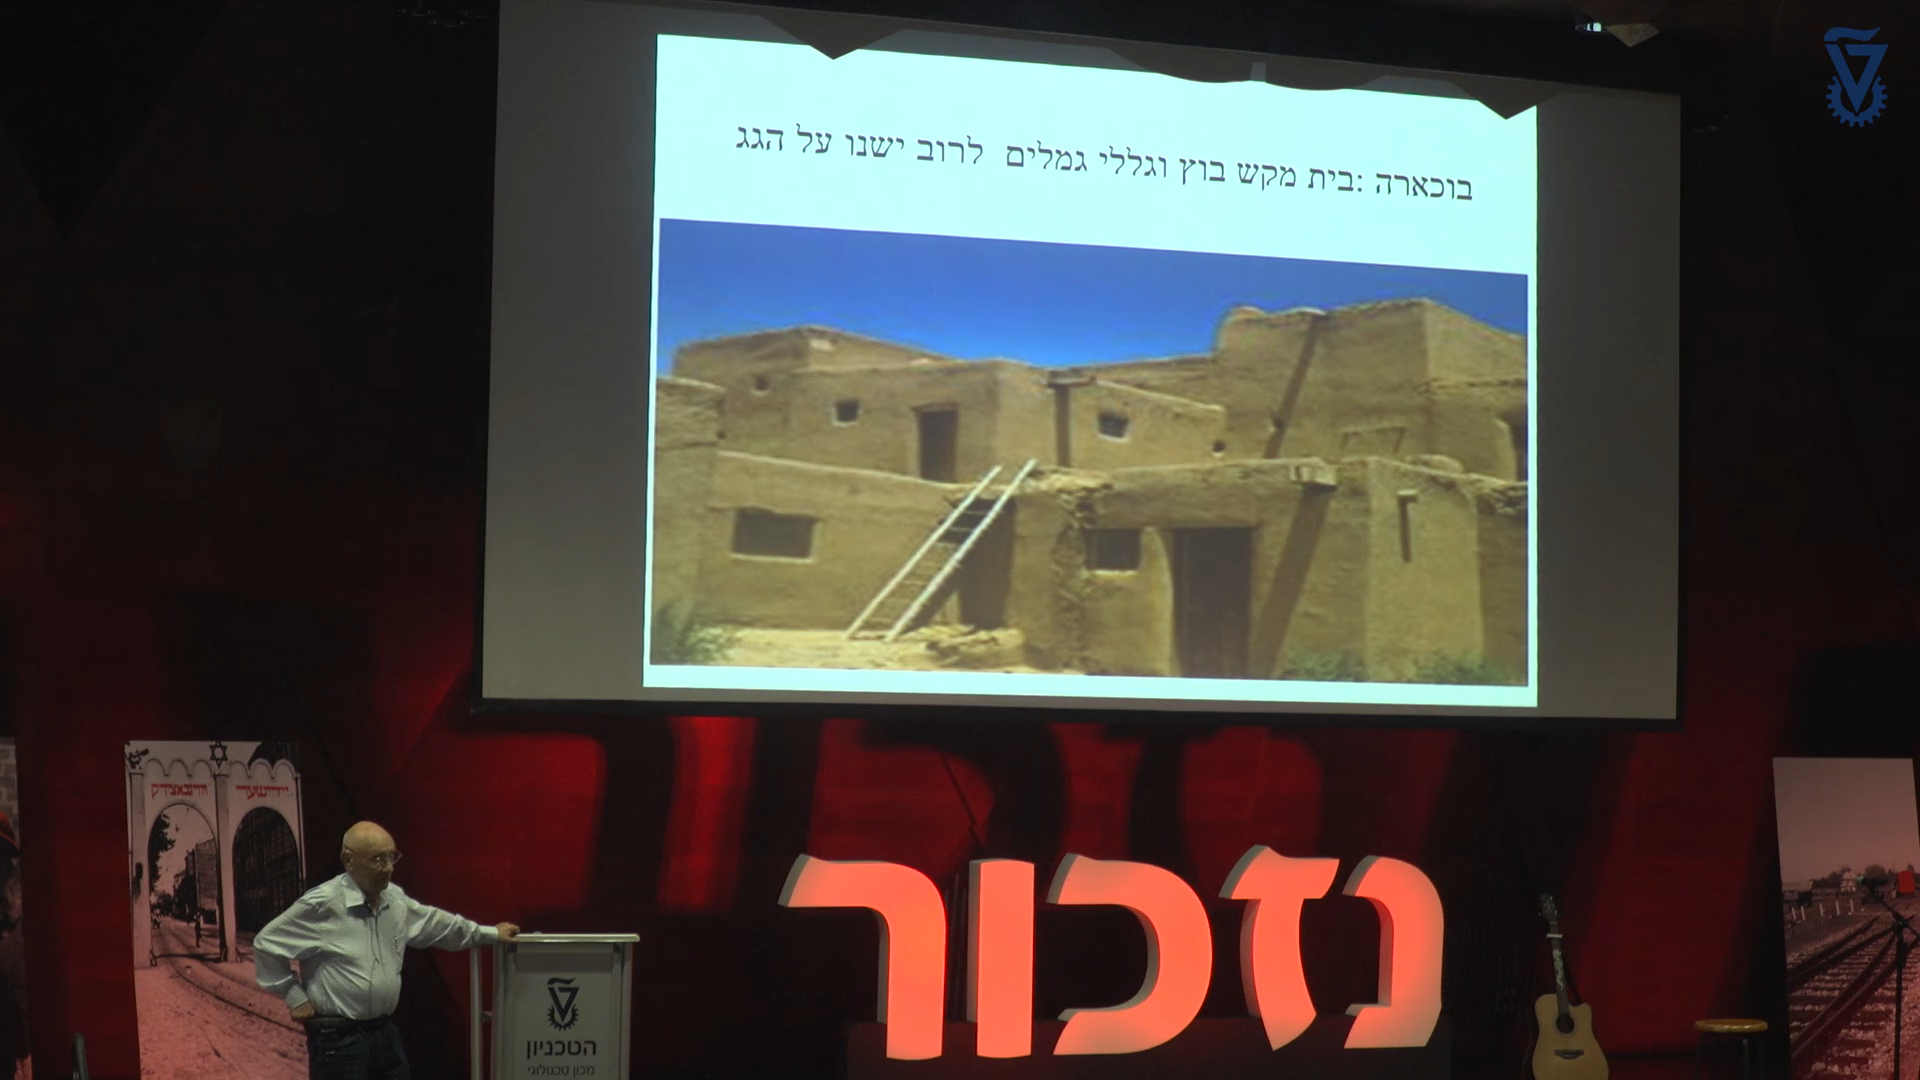 בוכארה :בית מקש בוץ וגללי גמלים לרוב ישנו על הגג
נזכור
הטכניון
מכון טכנולוגי